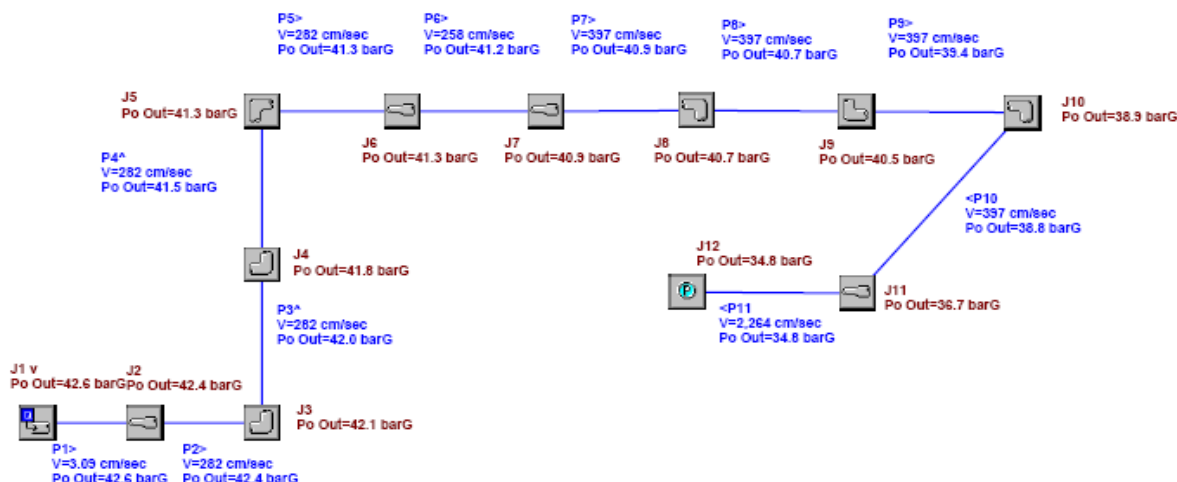 P5>
V=282 cm/sec
Po Out=41.3 barG
P6>
V=258 cm/sec
Po Out=41.2 barG
P7>
V=397 cm/sec
Po Out=40.9 barG
P8>
V=397 cm/sec
Po Out=40.7 barG
P9>
V=397 cm/sec
Po Out=39.4 barG
J5
Po Out=41.3 barG
J6
Po Out=41.3 barG
J7
Po Out=40.9 barG
J8
Po Out=40.7 barG
J9
Po Out=40.5 barG
J10
Po Out=38.9 barG
P4^
V=282 cm/sec
Po Out=41.5 barG
<P10
V=397 cm/sec
Po Out=38.8 barG
J4
Po Out=41.8 barG
J12
Po Out=34.8 barG
P
J11
Po Out=36.7 barG
<P11
V=2,264 cm/sec
Po Out=34.8 barG
P3^
V=282 cm/sec
Po Out=42.0 barG
J1 v
Po Out=42.6 barG
J2
Po Out=42.4 barG
J3
Po Out=42.1 barG
P1>
V=3.09 cm/sec
Po Out=42.6 barG
P2>
V=282 cm/sec
Po Out=42.4 barG